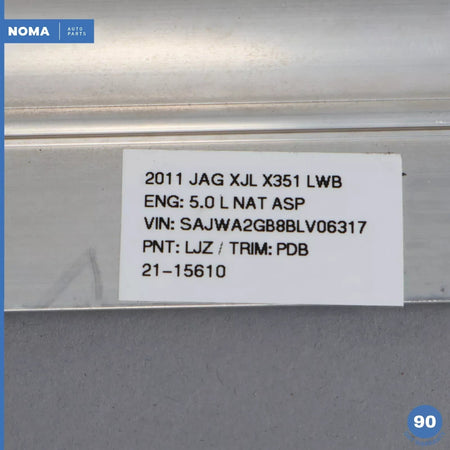 NOMA
AUTO
PARTS
2011 JAG XJL X351 LWB
ENG: 5.0 L NAT ASP
VIN: SAJWA2GB8BLV06317
PNT: LJZ / TRIM: PDB
21-15610
90